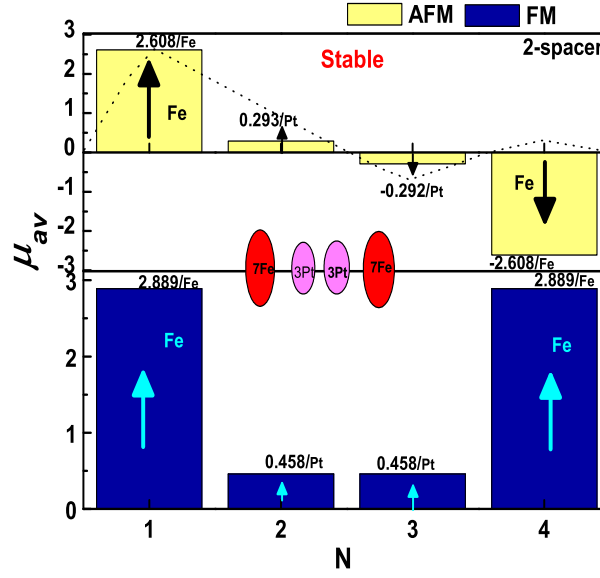 AFM FM
3
2.608/Fe
Stable
2-spacer
2
Fe
1
0.293/Pt
0
-0.292/Pt
Fe
-1
-2
-3
-2.608/Fe
μav
7Fe 3Pt 3Pt 7Fe
3
2.889/Fe
2.889/Fe
Fe
Fe
2
1
0.458/Pt
0.458/Pt
0
1 2 3 4
N